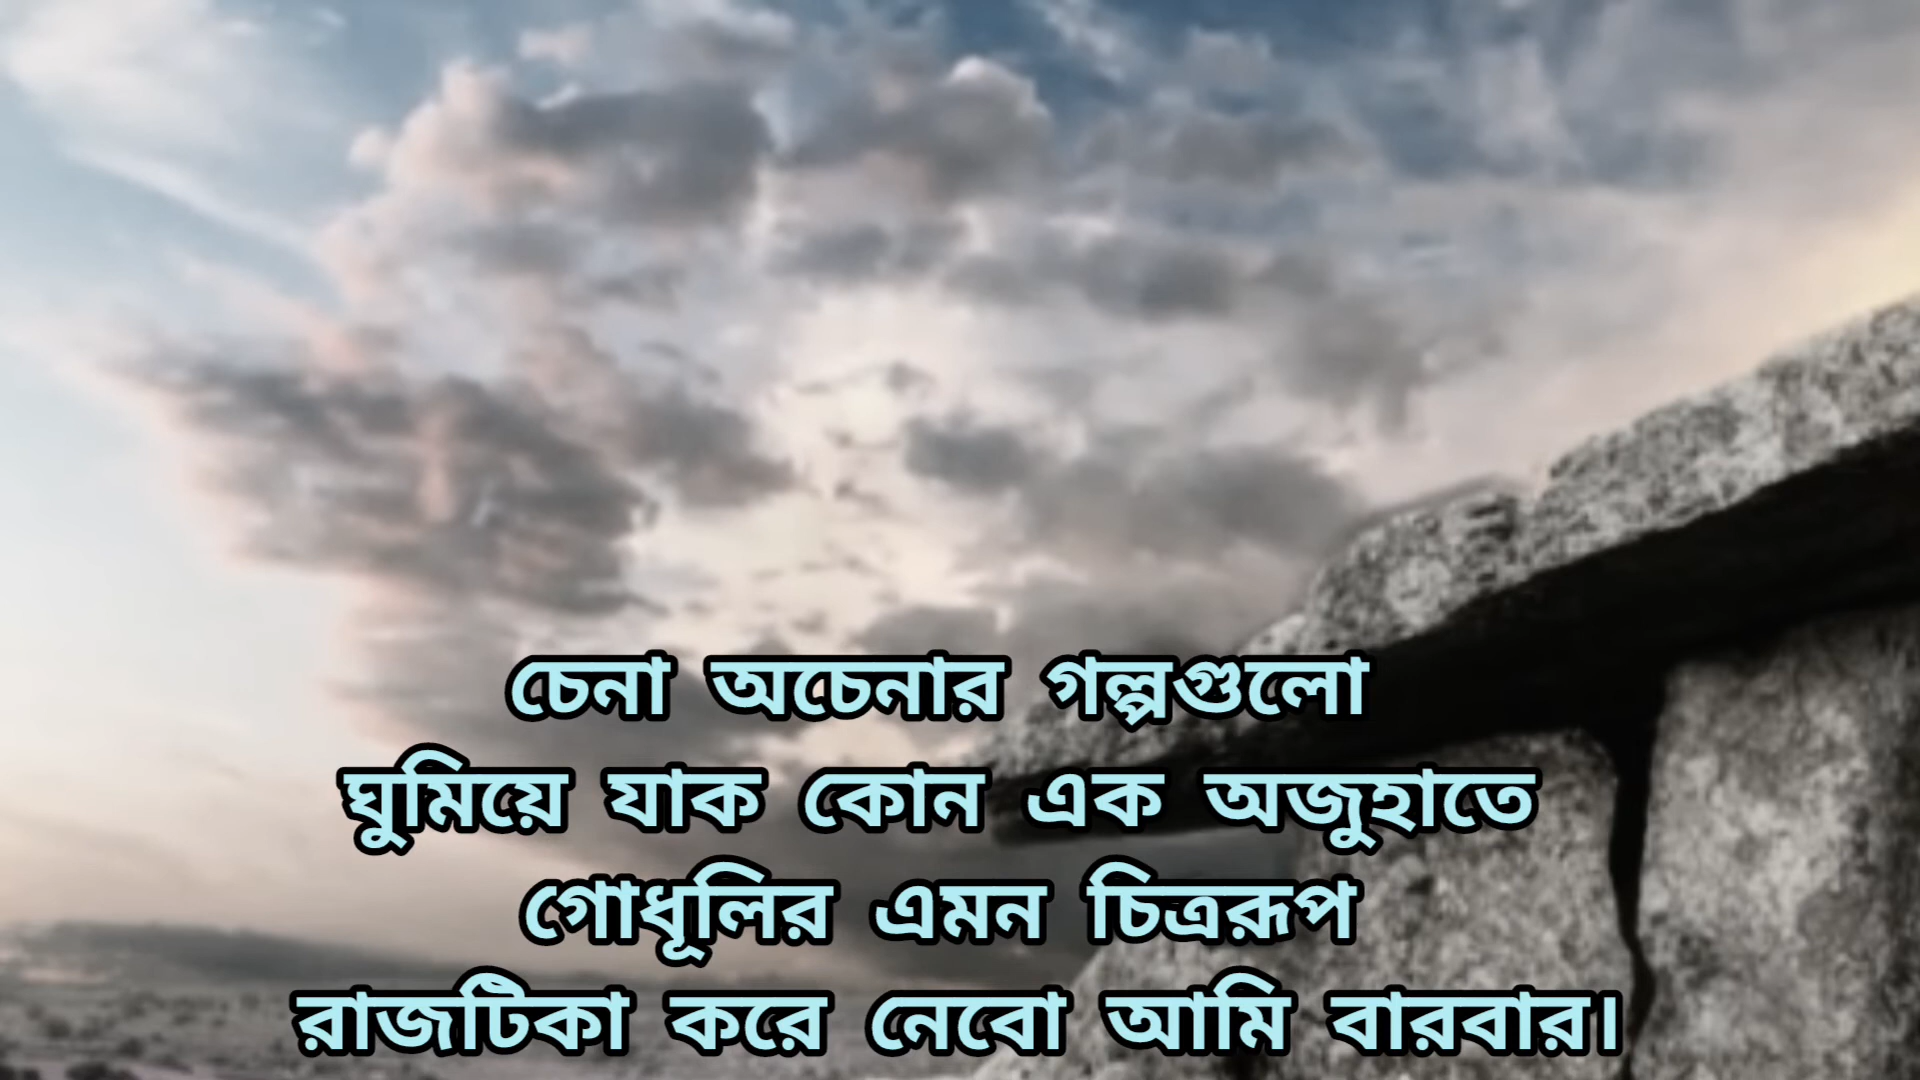 চেনা অচেনার গল্পগুলো
ঘুমিয়ে যাক কোন এক অজুহাতে
গোধূলির এমন চিত্ররূপ
রাজটিকা করে নেবো আমি বারবার।